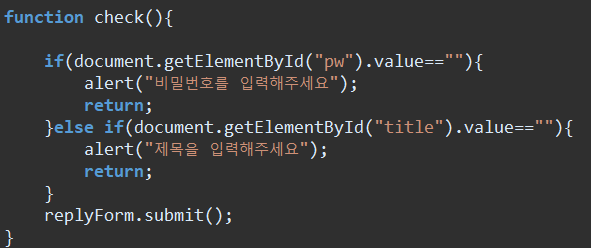 function check(){
if(document.getElementById("pw").value==""){
alert("비밀번호를 입력해주세요");
return;
}else if(document.getElementById("title").value==""){
alert("제목을 입력해주세요");
return;
}
replyForm.submit();
}